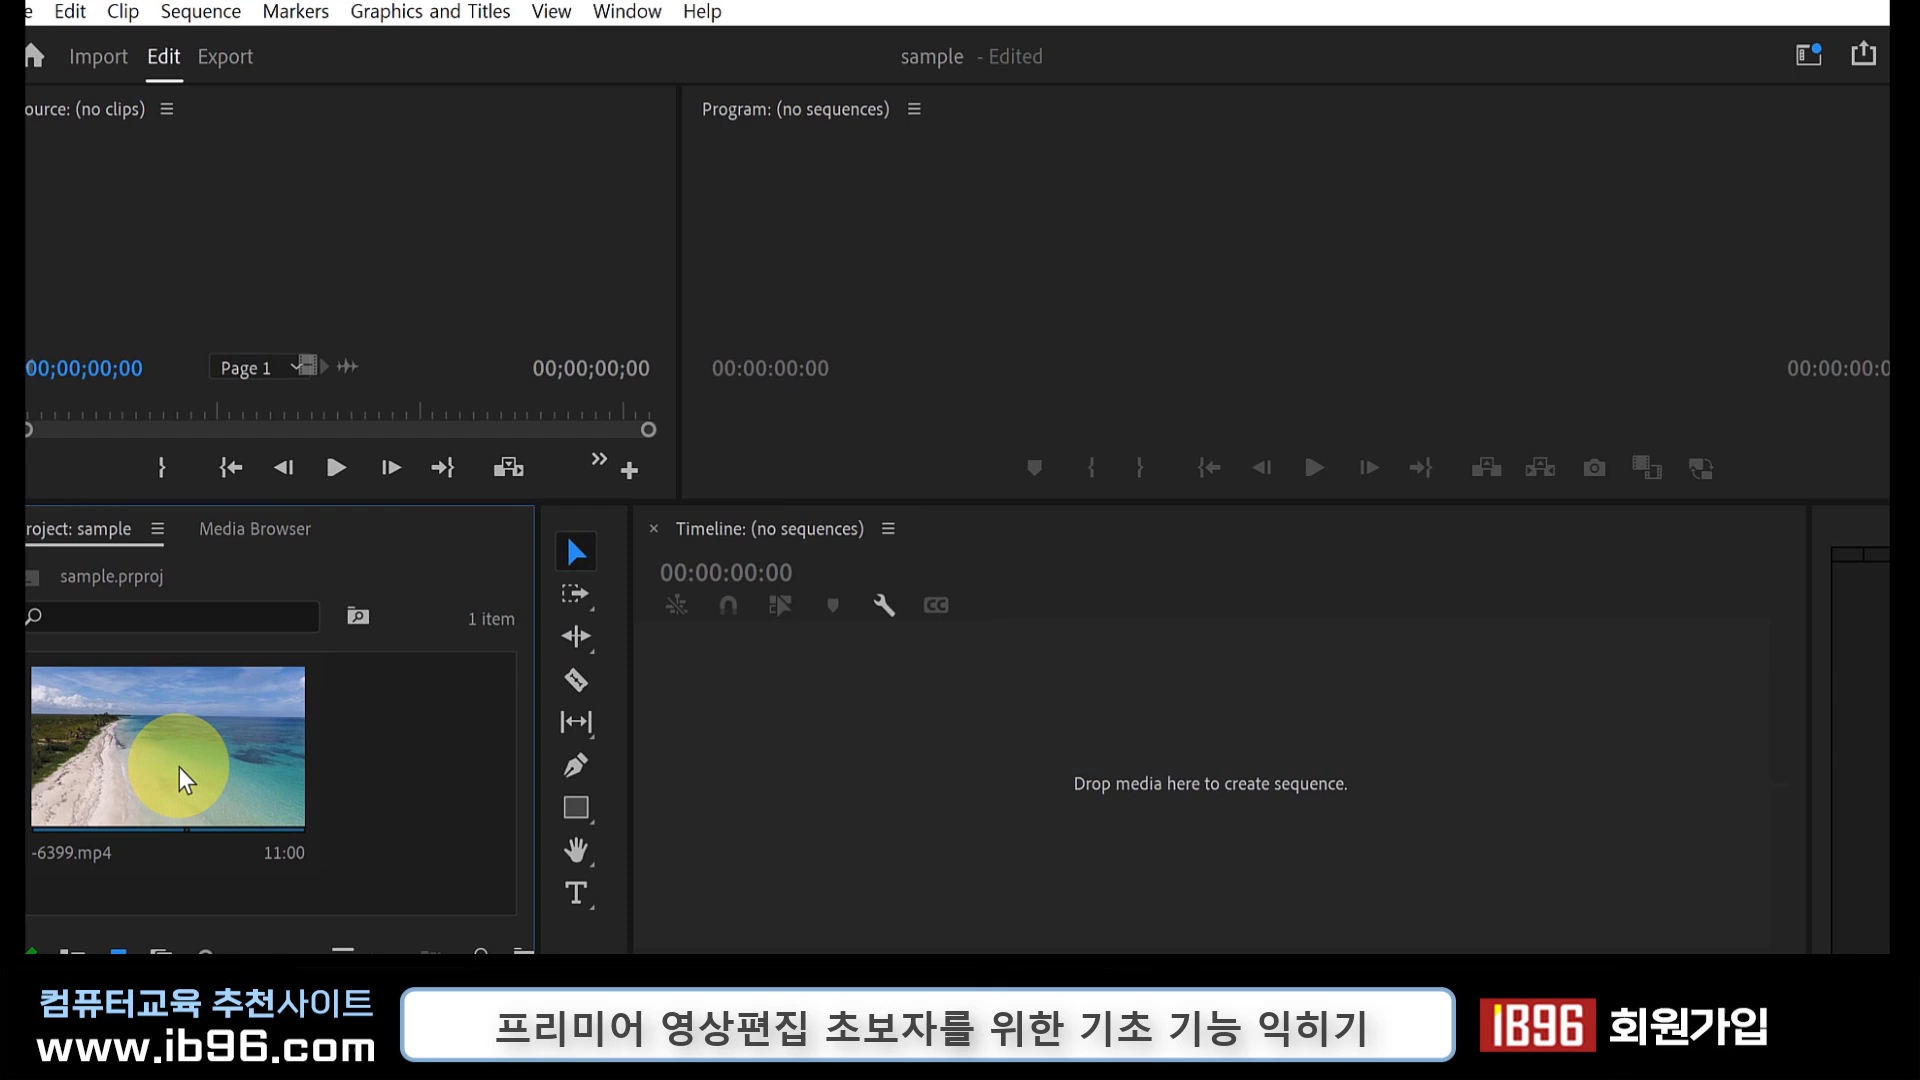 e Edit Clip Sequence Markers Graphics and Titles View Window Help
Import Edit Export sample - Edited
ource: (no clips)
Program: (no sequences)
00;00;00;00 Page 1 00;00;00;00
00:00:00:00 00:00:00:0
roject: sample Media Browser
Timeline: (no sequences)
sample.prproj
00:00:00:00
1 item
CC
Drop media here to create sequence.
-6399.mp4 11:00
T
컴퓨터교육 추천사이트
www.ib96.com
프리미어 영상편집 초보자를 위한 기초 기능 익히기
IB96 회원가입